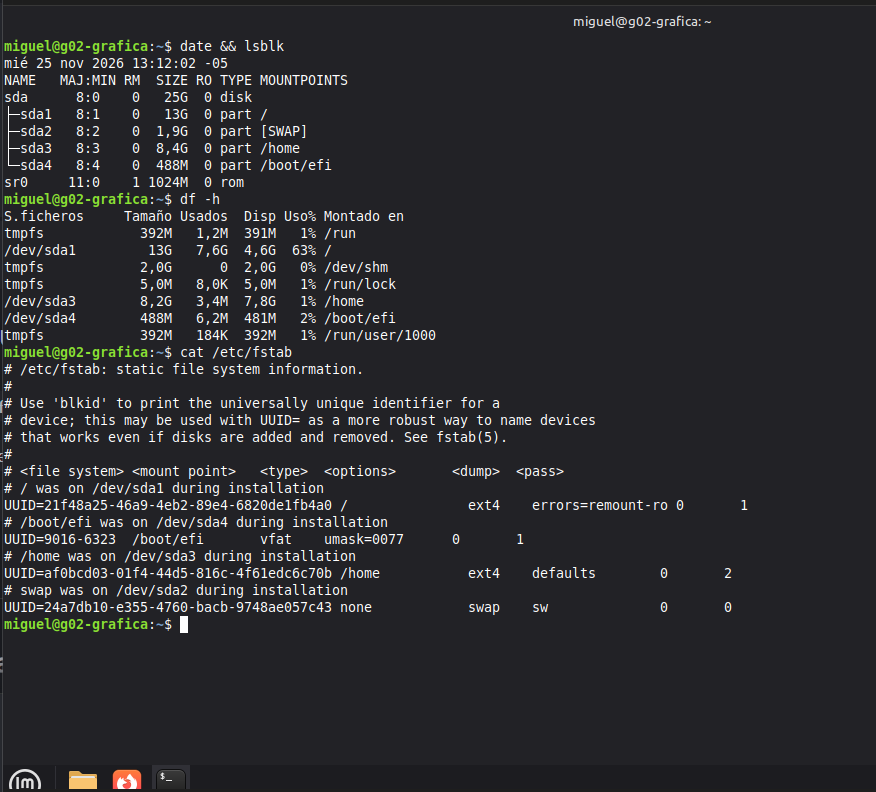 miguel@g02-grafica: ~
miguel@g02-grafica:~$ date && lsblk
mié 25 nov 2026 13:12:02 -05
NAME   MAJ:MIN RM  SIZE RO TYPE MOUNTPOINTS
sda      8:0    0   25G  0 disk
├─sda1   8:1    0   13G  0 part /
├─sda2   8:2    0  1,9G  0 part [SWAP]
├─sda3   8:3    0  8,4G  0 part /home
└─sda4   8:4    0  488M  0 part /boot/efi
sr0     11:0    1 1024M  0 rom
miguel@g02-grafica:~$ df -h
S.ficheros     Tamaño Usados  Disp Uso% Montado en
tmpfs            392M   1,2M  391M   1% /run
/dev/sda1         13G   7,6G  4,6G  63% /
tmpfs            2,0G      0  2,0G   0% /dev/shm
tmpfs            5,0M   8,0K  5,0M   1% /run/lock
/dev/sda3        8,2G   3,4M  7,8G   1% /home
/dev/sda4        488M   6,2M  481M   2% /boot/efi
tmpfs            392M   184K  392M   1% /run/user/1000
miguel@g02-grafica:~$ cat /etc/fstab
# /etc/fstab: static file system information.
#
# Use 'blkid' to print the universally unique identifier for a
# device; this may be used with UUID= as a more robust way to name devices
# that works even if disks are added and removed. See fstab(5).
#
# <file system> <mount point>   <type>  <options>       <dump>  <pass>
# / was on /dev/sda1 during installation
UUID=21f48a25-46a9-4eb2-89e4-6820de1fb4a0 /               ext4    errors=remount-ro 0       1
# /boot/efi was on /dev/sda4 during installation
UUID=9016-6323  /boot/efi       vfat    umask=0077      0       1
# /home was on /dev/sda3 during installation
UUID=af0bcd03-01f4-44d5-816c-4f61edc6c70b /home           ext4    defaults        0       2
# swap was on /dev/sda2 during installation
UUID=24a7db10-e355-4760-bacb-9748ae057c43 none            swap    sw              0       0
miguel@g02-grafica:~$